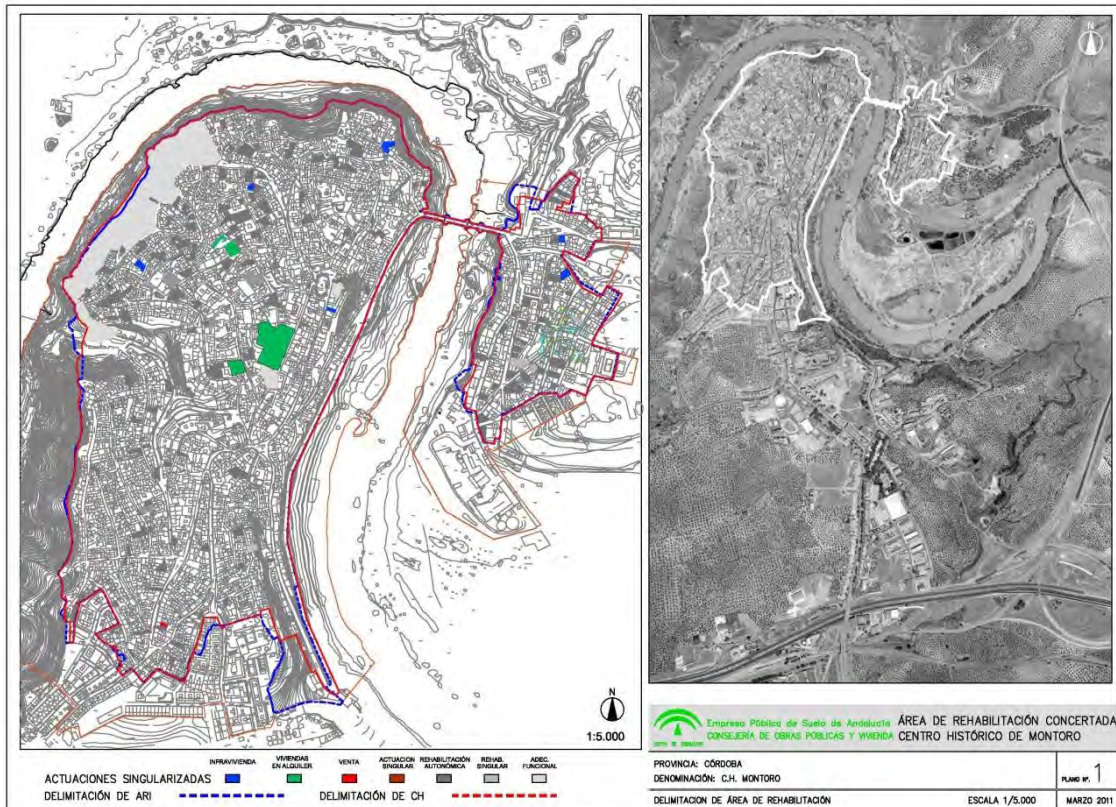 N
N
1:5.000
INFRAVIVIENDA
VIVIENDAS EN ALQUILER
VENTA
ACTUACION SINGULAR
REHABILITACIÓN AUTONÓMICA
REHAB. SINGULAR
ADEC. FUNCIONAL
ACTUACIONES SINGULARIZADAS
DELIMITACIÓN DE ARI
DELIMITACIÓN DE CH
Empresa Pública de Suelo de Andalucía
CONSEJERÍA DE OBRAS PÚBLICAS Y VIVIENDA
ÁREA DE REHABILITACIÓN CONCERTADA
CENTRO HISTÓRICO DE MONTORO
PROVINCIA: CÓRDOBA
DENOMINACIÓN: C.H. MONTORO
PLANO Nº. 1
DELIMITACION DE ÁREA DE REHABILITACIÓN
ESCALA 1/5.000
MARZO 2011